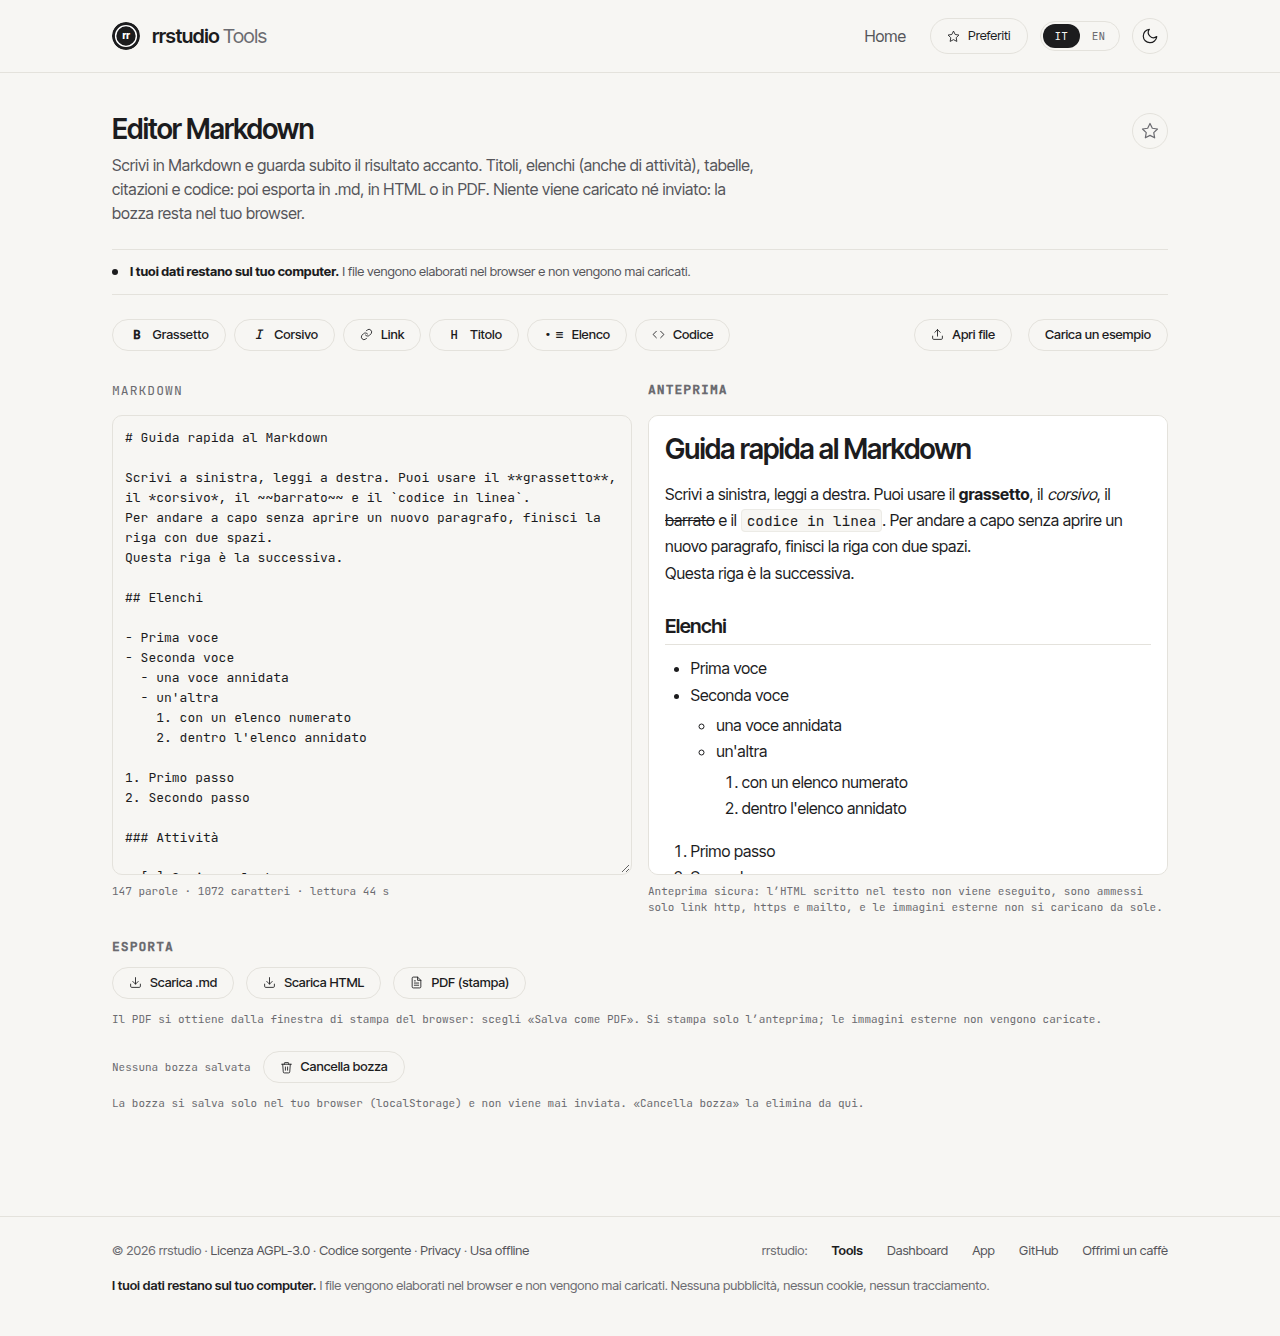 rr rrstudio Tools
Home
Preferiti
IT EN
Editor Markdown
Scrivi in Markdown e guarda subito il risultato accanto. Titoli, elenchi (anche di attività), tabelle,
citazioni e codice: poi esporta in .md, in HTML o in PDF. Niente viene caricato né inviato: la
bozza resta nel tuo browser.
I tuoi dati restano sul tuo computer. I file vengono elaborati nel browser e non vengono mai caricati.
B Grassetto
I Corsivo
Link
H Titolo
• ≡ Elenco
Codice
Apri file
Carica un esempio
MARKDOWN
# Guida rapida al Markdown
Scrivi a sinistra, leggi a destra. Puoi usare il **grassetto**,
il *corsivo*, il ~~barrato~~ e il `codice in linea`.
Per andare a capo senza aprire un nuovo paragrafo, finisci la
riga con due spazi.
Questa riga è la successiva.
## Elenchi
- Prima voce
- Seconda voce
- una voce annidata
- un'altra
1. con un elenco numerato
2. dentro l'elenco annidato
1. Primo passo
2. Secondo passo
### Attività
147 parole · 1072 caratteri · lettura 44 s
ANTEPRIMA
Guida rapida al Markdown
Scrivi a sinistra, leggi a destra. Puoi usare il grassetto, il corsivo, il
barrato e il codice in linea. Per andare a capo senza aprire un
nuovo paragrafo, finisci la riga con due spazi.
Questa riga è la successiva.
Elenchi
• Prima voce
• Seconda voce
◦ una voce annidata
◦ un'altra
1. con un elenco numerato
2. dentro l'elenco annidato
1. Primo passo
Anteprima sicura: l’HTML scritto nel testo non viene eseguito, sono ammessi
solo link http, https e mailto, e le immagini esterne non si caricano da sole.
ESPORTA
Scarica .md
Scarica HTML
PDF (stampa)
Il PDF si ottiene dalla finestra di stampa del browser: scegli «Salva come PDF». Si stampa solo l’anteprima; le immagini esterne non vengono caricate.
Nessuna bozza salvata
Cancella bozza
La bozza si salva solo nel tuo browser (localStorage) e non viene mai inviata. «Cancella bozza» la elimina da qui.
© 2026 rrstudio · Licenza AGPL-3.0 · Codice sorgente · Privacy · Usa offline
rrstudio: Tools Dashboard App GitHub Offrimi un caffè
I tuoi dati restano sul tuo computer. I file vengono elaborati nel browser e non vengono mai caricati. Nessuna pubblicità, nessun cookie, nessun tracciamento.